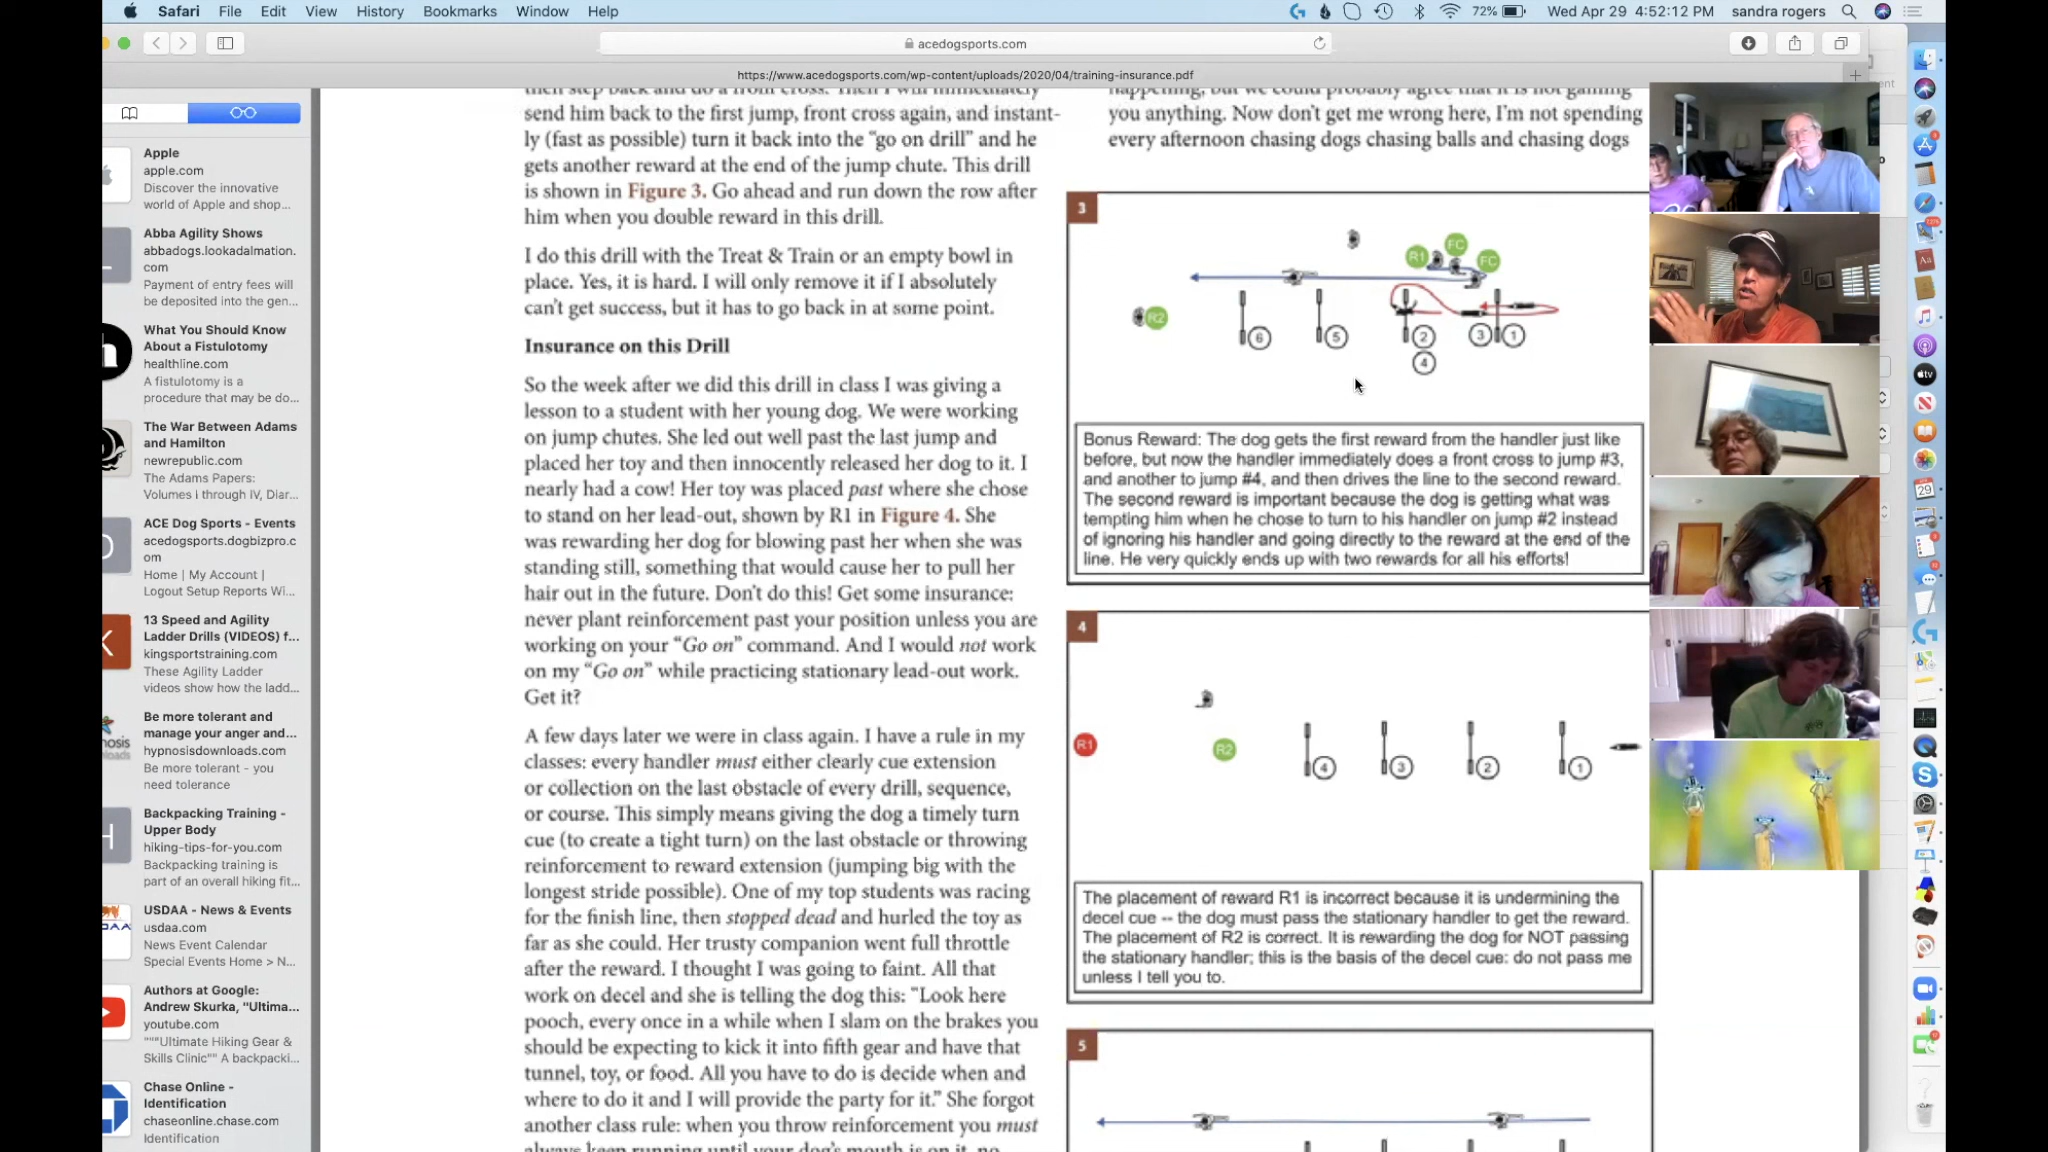 Safari File Edit View History Bookmarks Window Help
72% Wed Apr 29 4:52:12 PM sandra rogers
acedogsports.com
https://www.acedogsports.com/wp-content/uploads/2020/04/training-insurance.pdf
Apple
apple.com
Discover the innovative
world of Apple and shop...
Abba Agility Shows
abbadogs.lookadalmation.
com
Payment of entry fees will
be deposited into the gen...
What You Should Know
About a Fistulotomy
healthline.com
A fistulotomy is a
procedure that may be do...
The War Between Adams
and Hamilton
newrepublic.com
The Adams Papers:
Volumes i through IV, Diar...
ACE Dog Sports - Events
acedogsports.dogbizpro.c
om
Home | My Account |
Logout Setup Reports Wi...
13 Speed and Agility
Ladder Drills (VIDEOS) f...
kingsportstraining.com
These Agility Ladder
videos show how the ladd...
Be more tolerant and
manage your anger and...
hypnosisdownloads.com
Be more tolerant - you
need tolerance
Backpacking Training -
Upper Body
hiking-tips-for-you.com
Backpacking training is
part of an overall hiking fit...
USDAA - News & Events
usdaa.com
News Event Calendar
Special Events Home > N...
Authors at Google:
Andrew Skurka, "Ultima...
youtube.com
"""Ultimate Hiking Gear &
Skills Clinic"" A backpacki...
Chase Online -
Identification
chaseonline.chase.com
Identification
then step back and do a front cross. Then I will immediately
send him back to the first jump, front cross again, and instant-
ly (fast as possible) turn it back into the “go on drill” and he
gets another reward at the end of the jump chute. This drill
is shown in Figure 3. Go ahead and run down the row after
him when you double reward in this drill.
I do this drill with the Treat & Train or an empty bowl in
place. Yes, it is hard. I will only remove it if I absolutely
can’t get success, but it has to go back in at some point.
Insurance on this Drill
So the week after we did this drill in class I was giving a
lesson to a student with her young dog. We were working
on jump chutes. She led out well past the last jump and
placed her toy and then innocently released her dog to it. I
nearly had a cow! Her toy was placed past where she chose
to stand on her lead-out, shown by R1 in Figure 4. She
was rewarding her dog for blowing past her when she was
standing still, something that would cause her to pull her
hair out in the future. Don’t do this! Get some insurance:
never plant reinforcement past your position unless you are
working on your “Go on” command. And I would not work
on my “Go on” while practicing stationary lead-out work.
Get it?
A few days later we were in class again. I have a rule in my
classes: every handler must either clearly cue extension
or collection on the last obstacle of every drill, sequence,
or course. This simply means giving the dog a timely turn
cue (to create a tight turn) on the last obstacle or throwing
reinforcement to reward extension (jumping big with the
longest stride possible). One of my top students was racing
for the finish line, then stopped dead and hurled the toy as
far as she could. Her trusty companion went full throttle
after the reward. I thought I was going to faint. All that
work on decel and she is telling the dog this: “Look here
pooch, every once in a while when I slam on the brakes you
should be expecting to kick it into fifth gear and have that
tunnel, toy, or food. All you have to do is decide when and
where to do it and I will provide the party for it.” She forgot
another class rule: when you throw reinforcement you must
always keep running until your dog’s mouth is on it, no
happening, but we could probably agree that it is not gaining
you anything. Now don’t get me wrong here, I’m not spending
every afternoon chasing dogs chasing balls and chasing dogs
3
R1 FC FC
R2
6 5 2 3 1
4
Bonus Reward: The dog gets the first reward from the handler just like
before, but now the handler immediately does a front cross to jump #3,
and another to jump #4, and then drives the line to the second reward.
The second reward is important because the dog is getting what was
tempting him when he chose to turn to his handler on jump #2 instead
of ignoring his handler and going directly to the reward at the end of the
line. He very quickly ends up with two rewards for all his efforts!
4
R1 R2
4 3 2 1
The placement of reward R1 is incorrect because it is undermining the
decel cue -- the dog must pass the stationary handler to get the reward.
The placement of R2 is correct. It is rewarding the dog for NOT passing
the stationary handler; this is the basis of the decel cue: do not pass me
unless I tell you to.
5